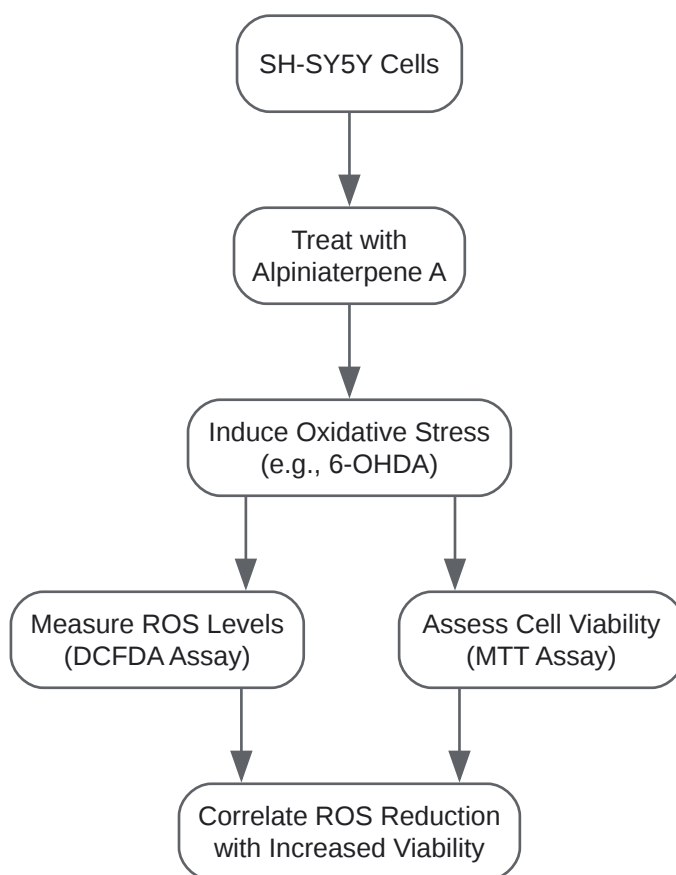 SH-SY5Y Cells
Treat with
Alpiniaterpene A
Induce Oxidative Stress
(e.g., 6-OHDA)
Measure ROS Levels
(DCFDA Assay)
Assess Cell Viability
(MTT Assay)
Correlate ROS Reduction
with Increased Viability